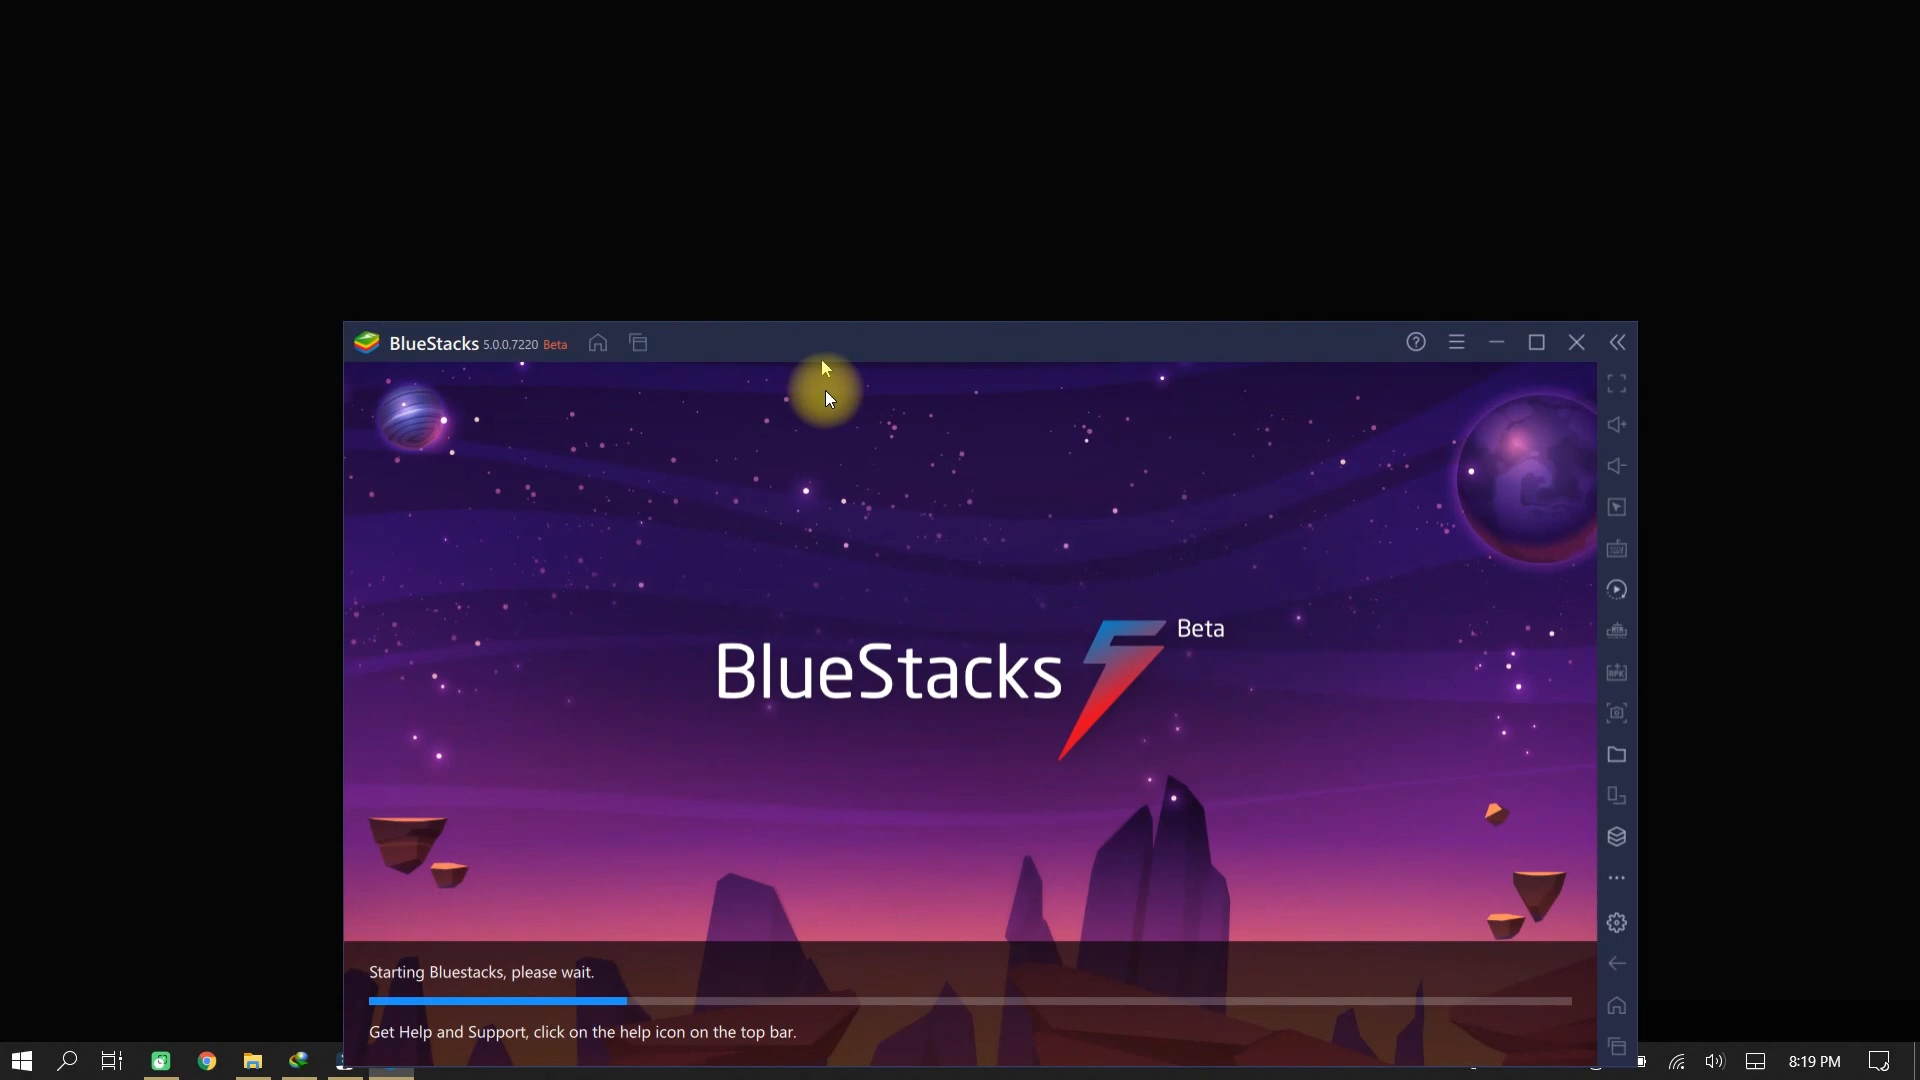 BlueStacks 5.0.0.7220 Beta
BlueStacks 5 Beta
Starting Bluestacks, please wait.
Get Help and Support, click on the help icon on the top bar.
8:19 PM